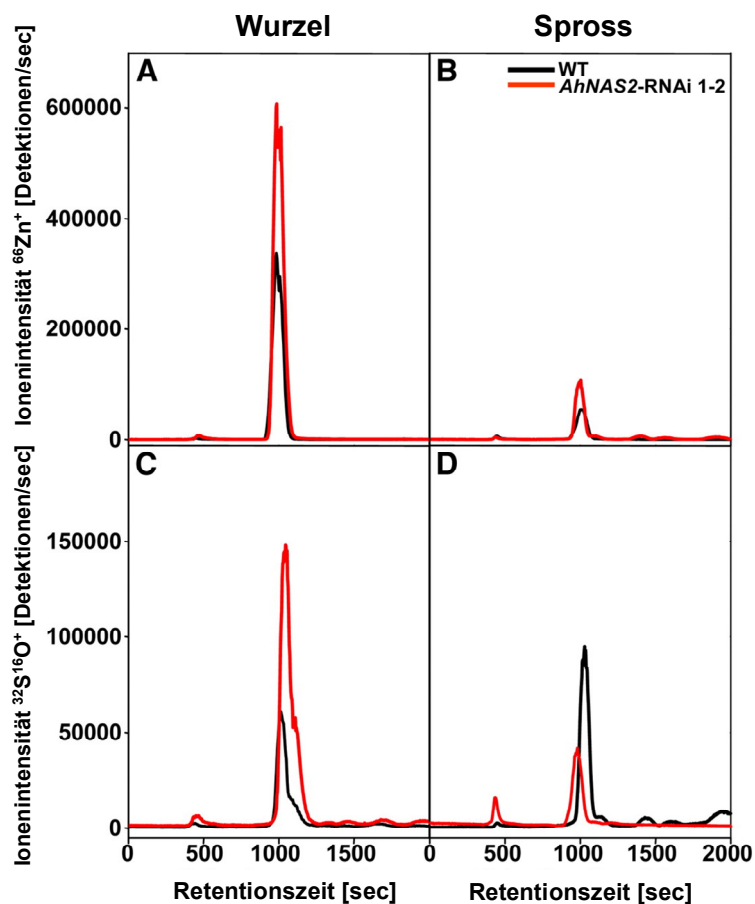 Wurzel
Spross
A
B
WT
AhNAS2-RNAi 1-2
Ionenintensität ⁶⁶Zn⁺ [Detektionen/sec]
600000
400000
200000
0
C
D
Ionenintensität ³²S¹⁶O⁺ [Detektionen/sec]
150000
100000
50000
0
0 500 1000 1500 0 500 1000 1500 2000
Retentionszeit [sec] Retentionszeit [sec]